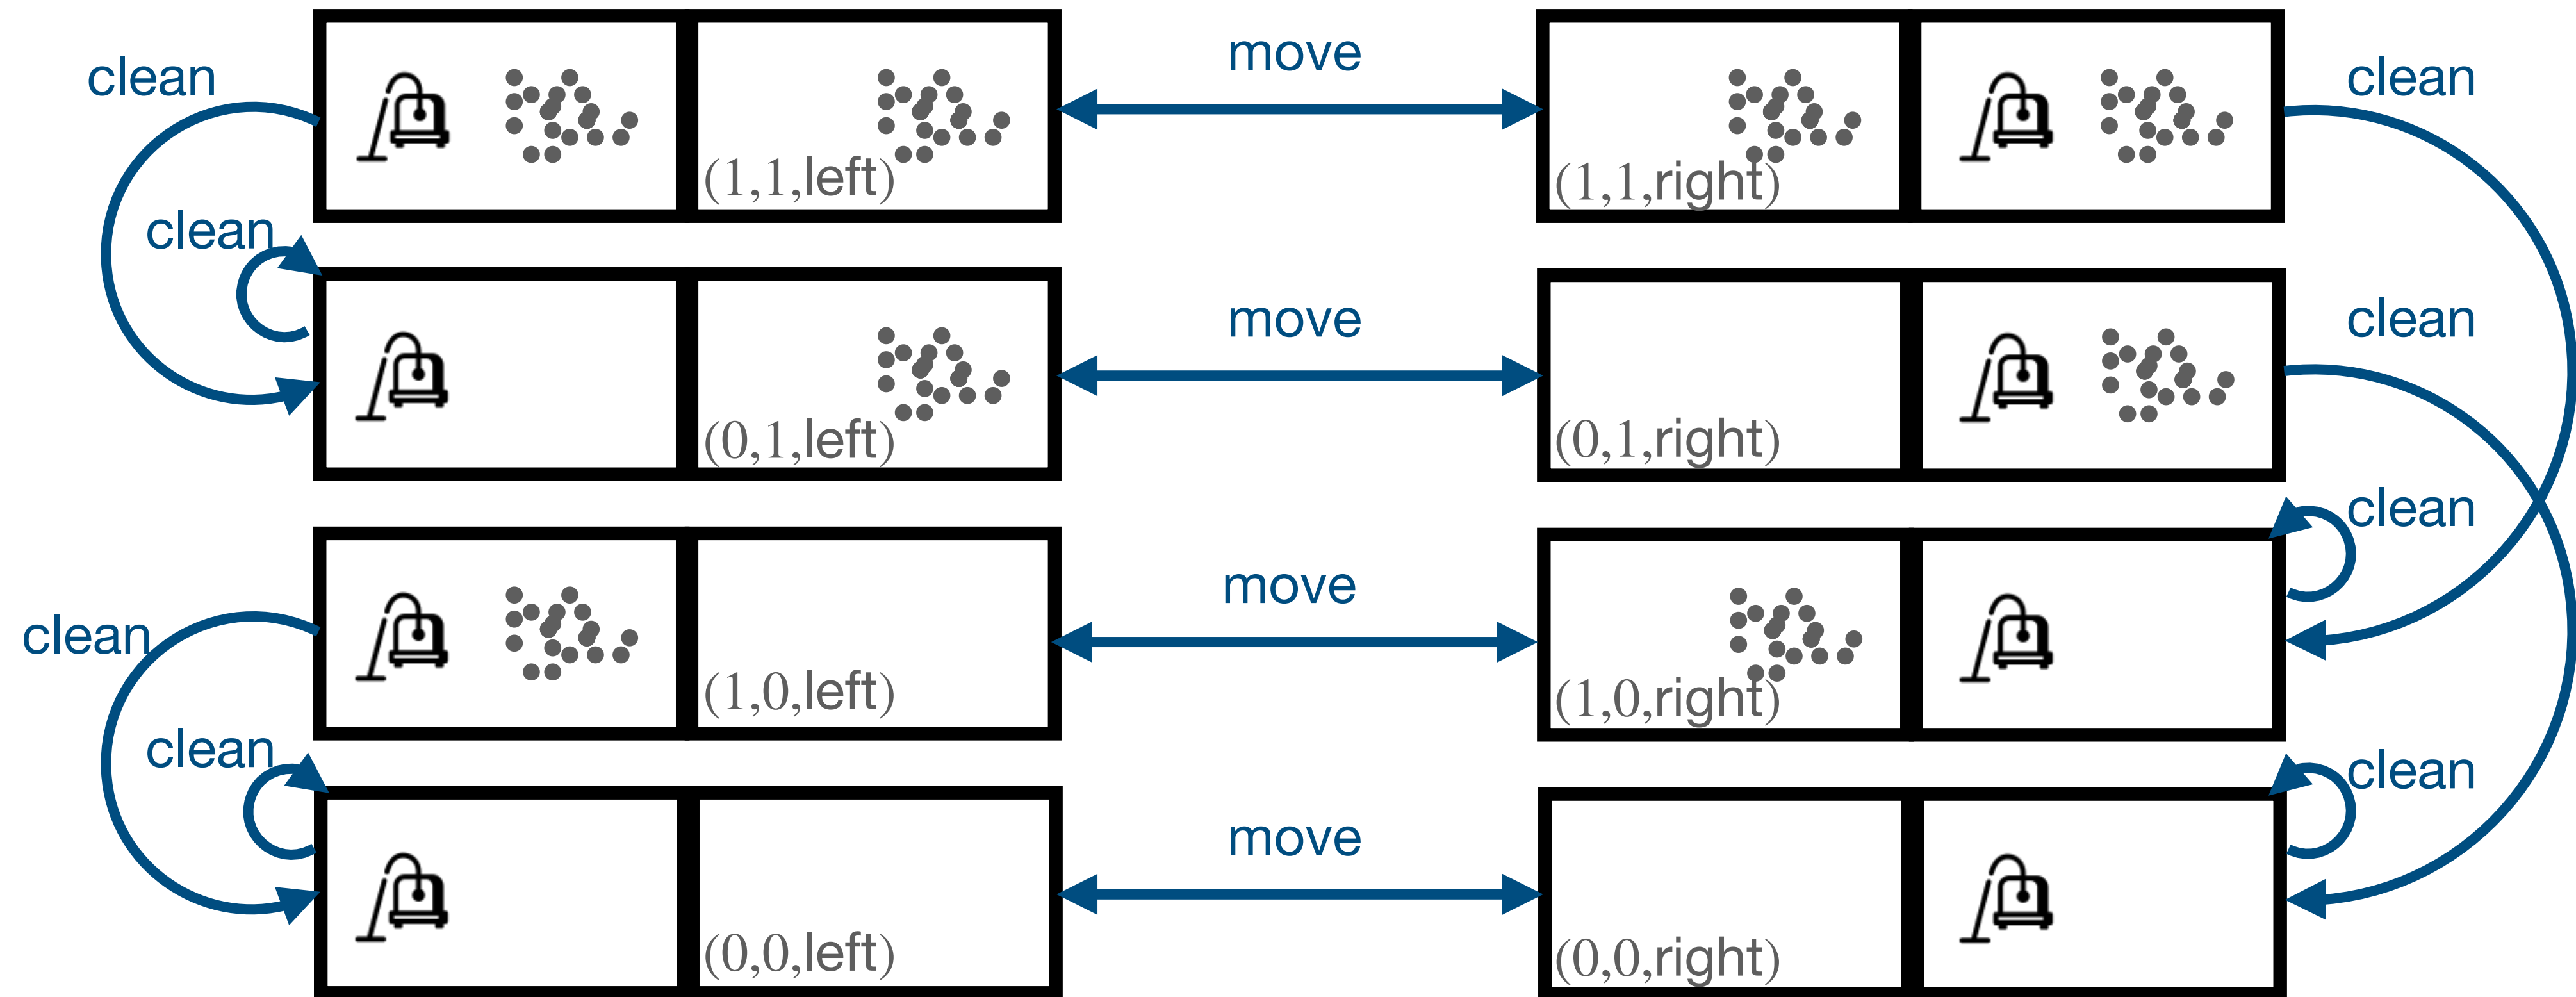 clean
move
clean
(1,1,left)
(1,1,right)
clean
move
clean
(0,1,left)
(0,1,right)
clean
clean
move
(1,0,left)
(1,0,right)
clean
clean
move
(0,0,left)
(0,0,right)